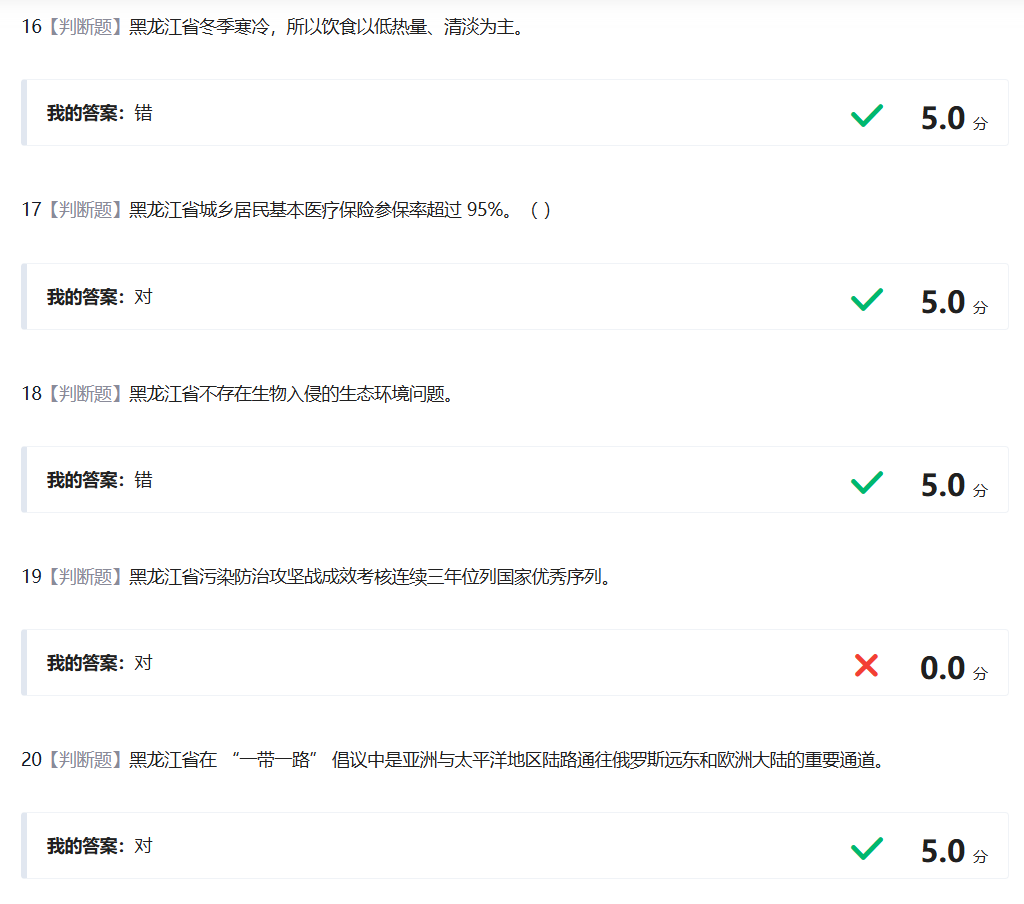 16【判断题】黑龙江省冬季寒冷，所以饮食以低热量、清淡为主。
我的答案：错 5.0 分
17【判断题】黑龙江省城乡居民基本医疗保险参保率超过 95%。（ ）
我的答案：对 5.0 分
18【判断题】黑龙江省不存在生物入侵的生态环境问题。
我的答案：错 5.0 分
19【判断题】黑龙江省污染防治攻坚战成效考核连续三年位列国家优秀序列。
我的答案：对 0.0 分
20【判断题】黑龙江省在 “一带一路” 倡议中是亚洲与太平洋地区陆路通往俄罗斯远东和欧洲大陆的重要通道。
我的答案：对 5.0 分